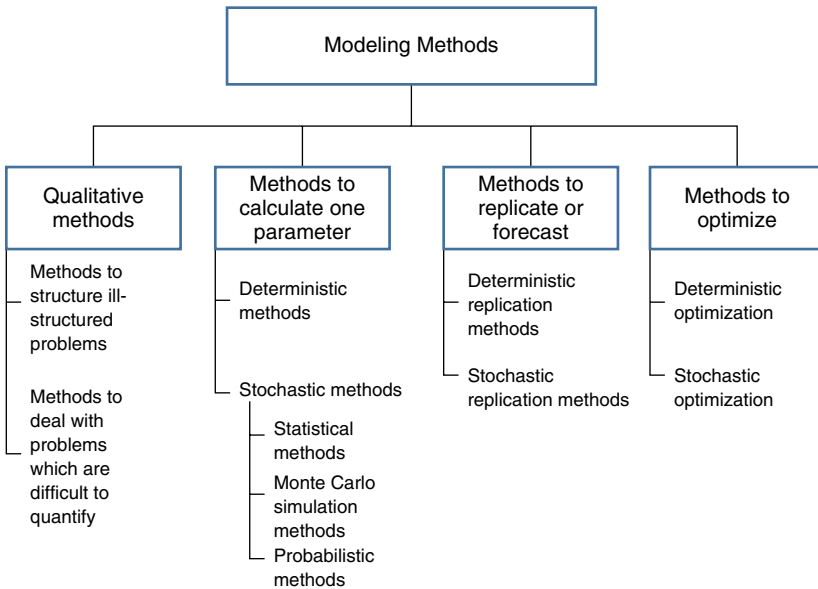 Modeling Methods
Qualitative
methods
Methods to
structure ill-
structured
problems
Methods to
deal with
problems
which are
difficult to
quantify
Methods to
calculate one
parameter
Deterministic
methods
Stochastic methods
Statistical
methods
Monte Carlo
simulation
methods
Probabilistic
methods
Methods to
replicate or
forecast
Deterministic
replication
methods
Stochastic
replication methods
Methods to
optimize
Deterministic
optimization
Stochastic
optimization